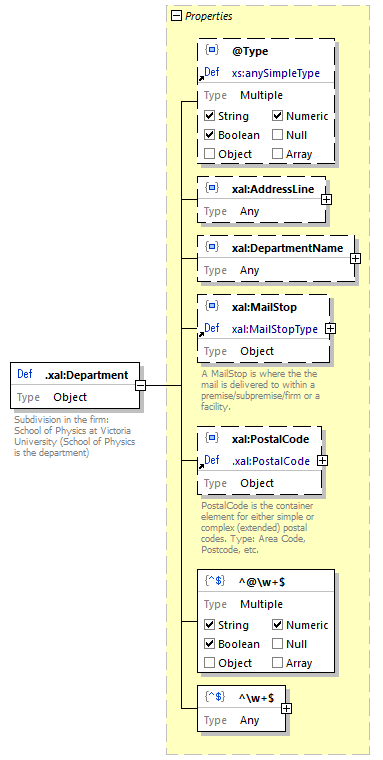 Properties
@Type
Def xs:anySimpleType
Type Multiple
String Numeric
Boolean Null
Object Array
xal:AddressLine
Type Any
xal:DepartmentName
Type Any
xal:MailStop
Def xal:MailStopType
Type Object
A MailStop is where the the
mail is delivered to within a
premise/subpremise/firm or a
facility.
Def .xal:Department
Type Object
Subdivision in the firm:
School of Physics at Victoria
University (School of Physics
is the department)
xal:PostalCode
Def .xal:PostalCode
Type Object
PostalCode is the container
element for either simple or
complex (extended) postal
codes. Type: Area Code,
Postcode, etc.
{^$} ^@\w+$
Type Multiple
String Numeric
Boolean Null
Object Array
{^$} ^\w+$
Type Any